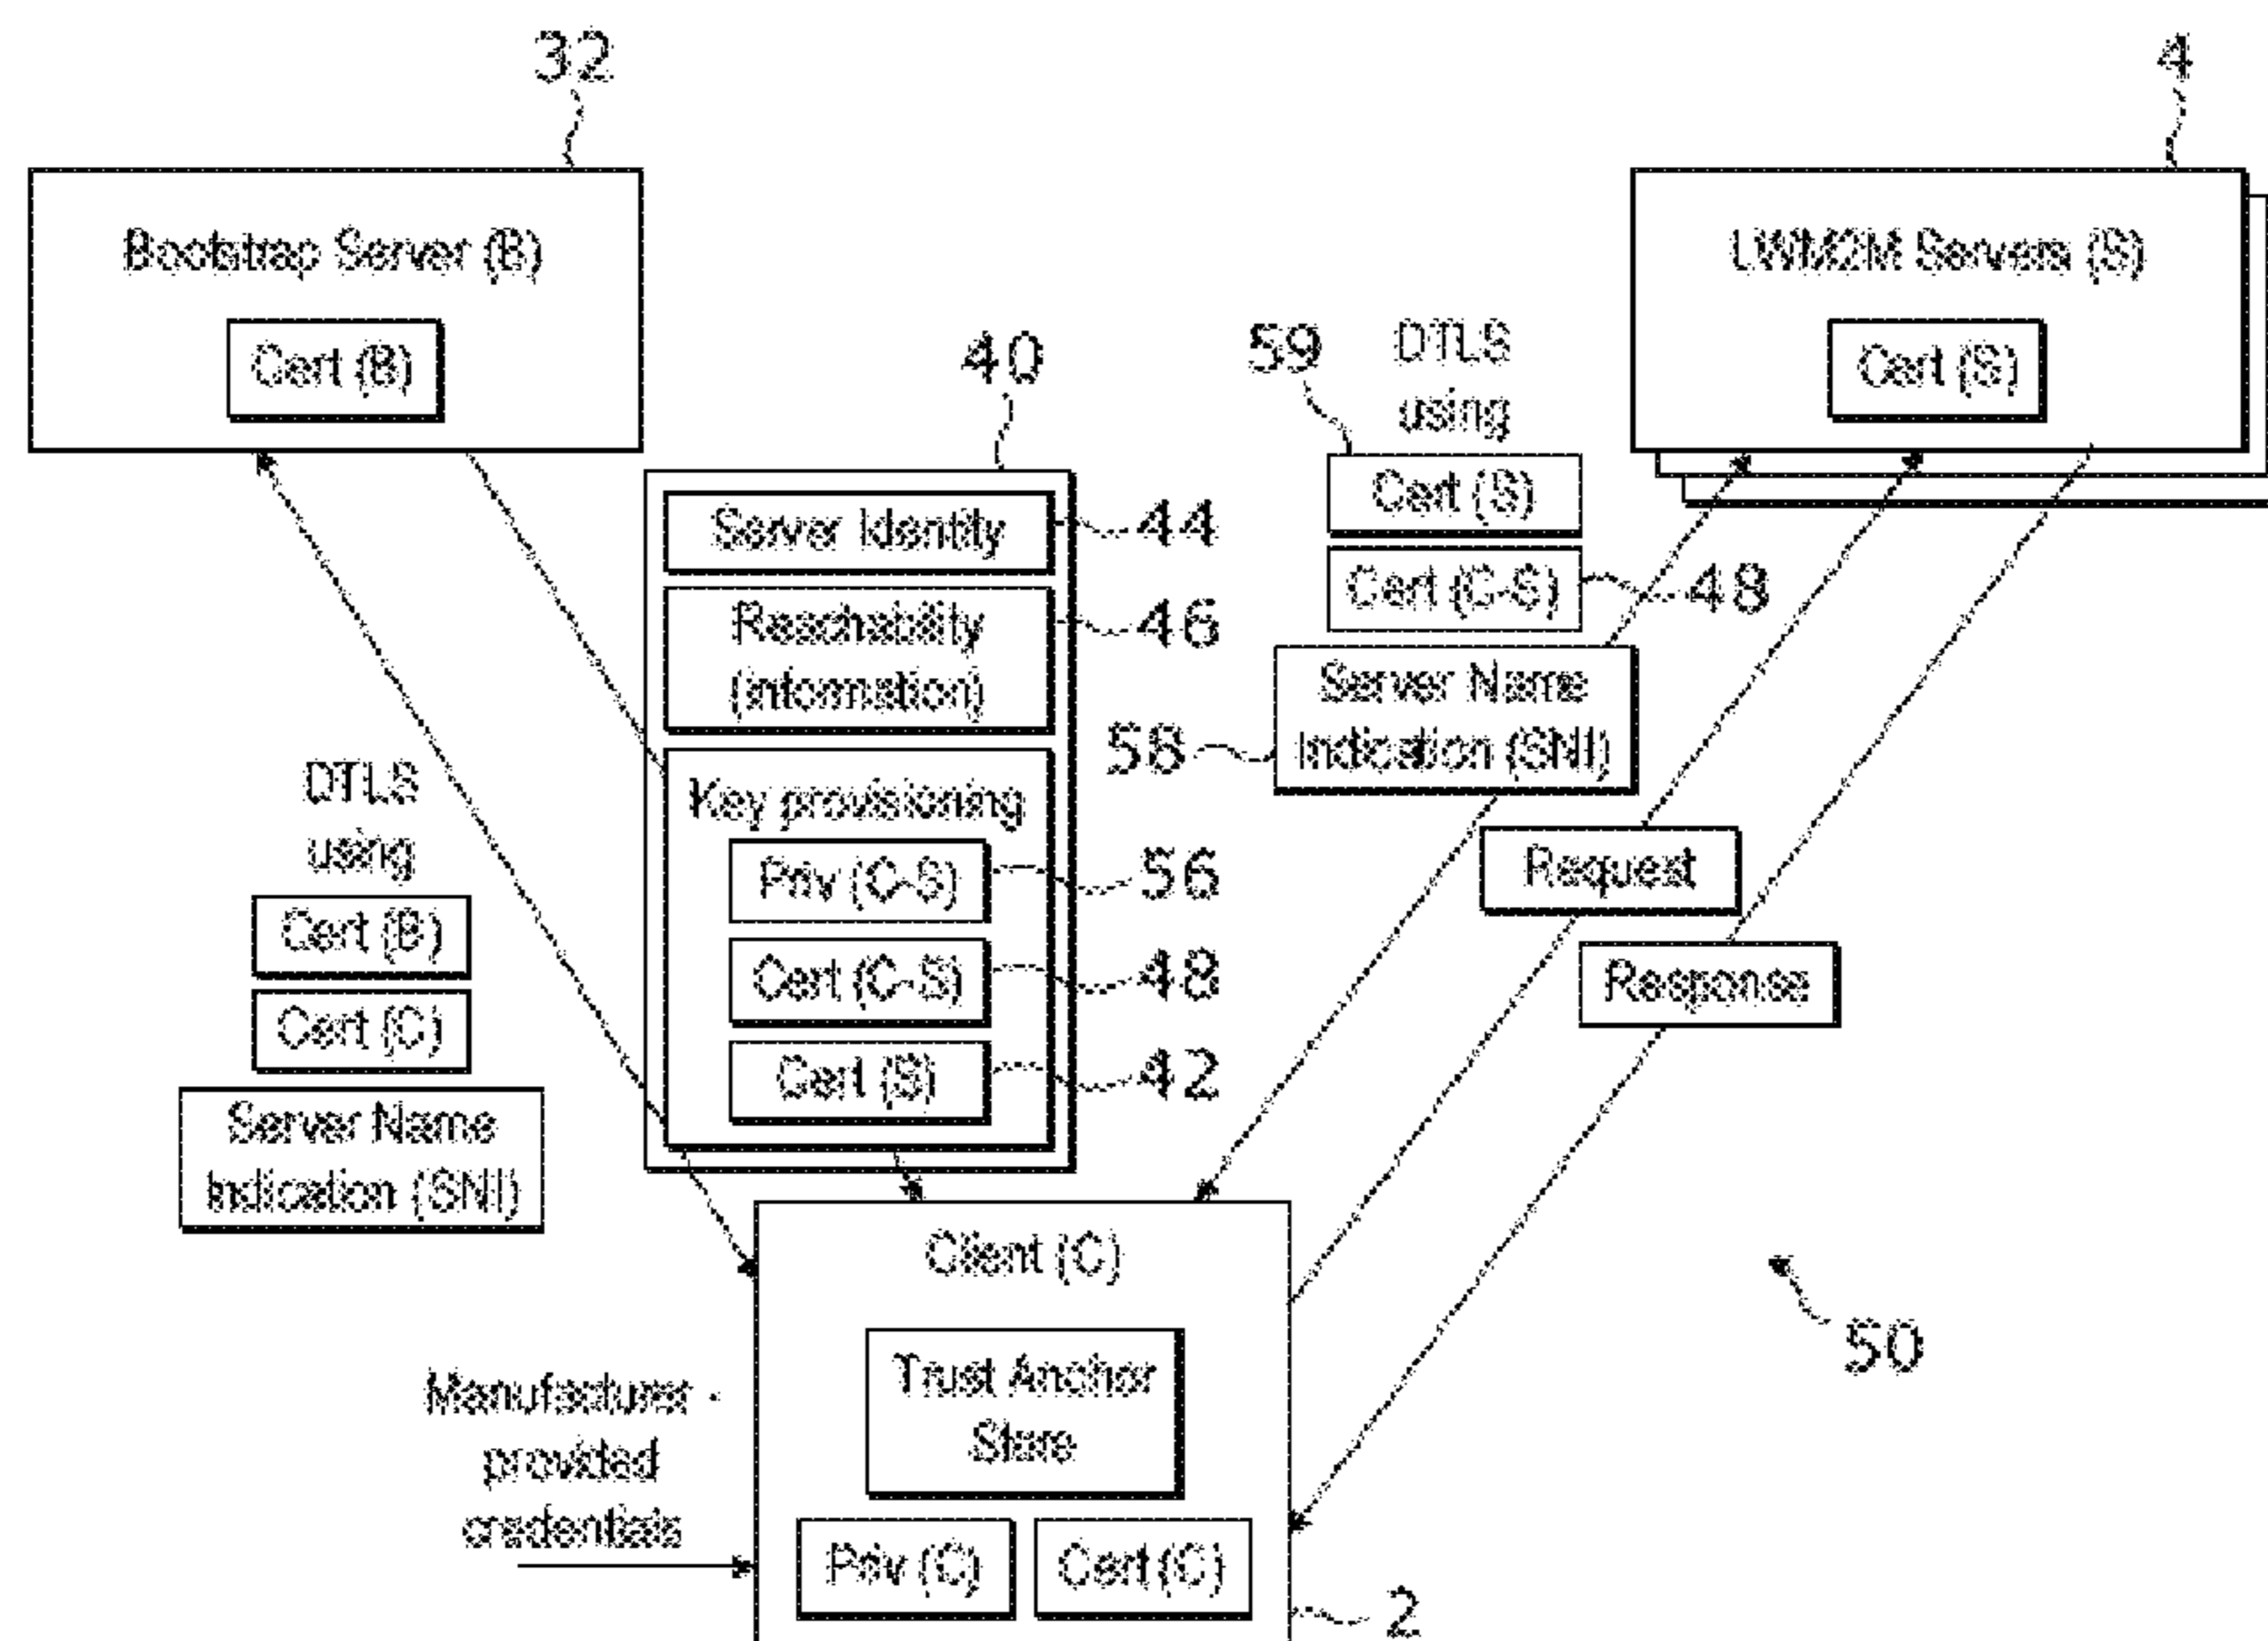 32
4
Bootstrap Server (B)
Cert (B)
LWM2M Servers (S)
Cert (S)
40
Server Identity
44
Reachability
(information)
46
Key provisioning
Priv (C-S)
56
Cert (C-S)
48
Cert (S)
42
59
DTLS
using
Cert (S)
Cert (C-S)
48
Server Name
Indication (SNI)
58
Request
Response
DTLS
using
Cert (B)
Cert (C)
Server Name
Indication (SNI)
Client (C)
Trust Anchor
Store
Priv (C)
Cert (C)
2
Manufacturer -
provided
credentials
50